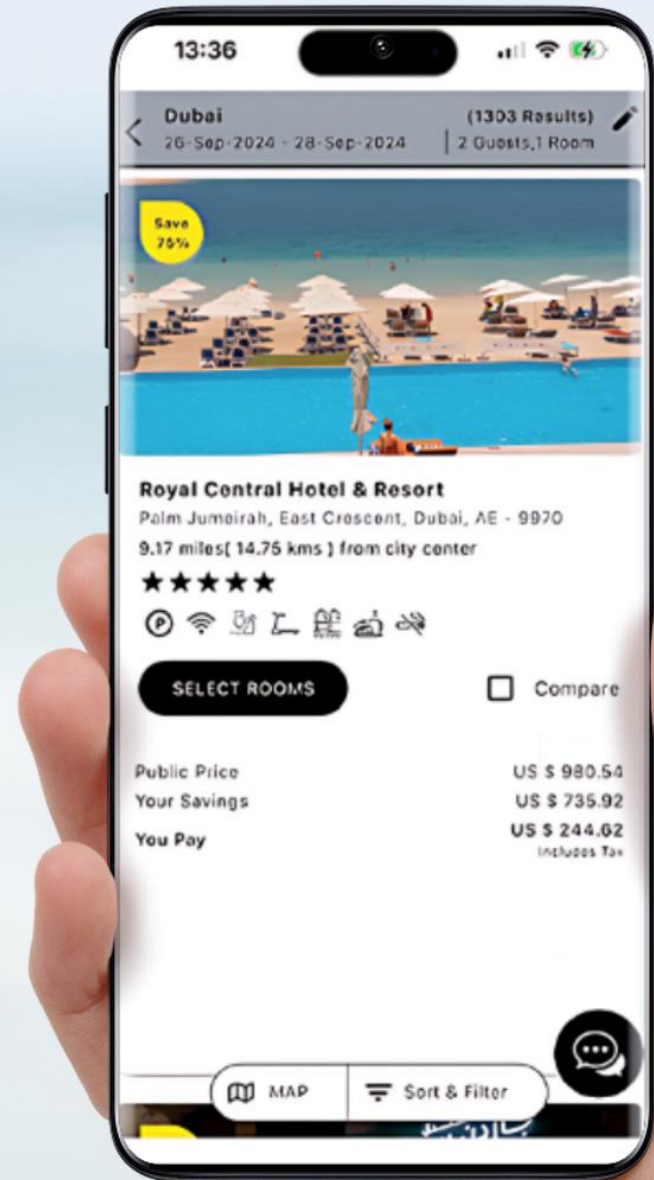 13:36
Dubai
(1303 Results)
26-Sep-2024 - 28-Sep-2024
2 Guests,1 Room
Save
75%
Royal Central Hotel & Resort
Palm Jumeirah, East Crescent, Dubai, AE - 9970
9.17 miles( 14.75 kms ) from city center
P
SELECT ROOMS
Compare
Public Price US $ 980.54
Your Savings US $ 735.92
You Pay US $ 244.62
Includes Tax
MAP
Sort & Filter